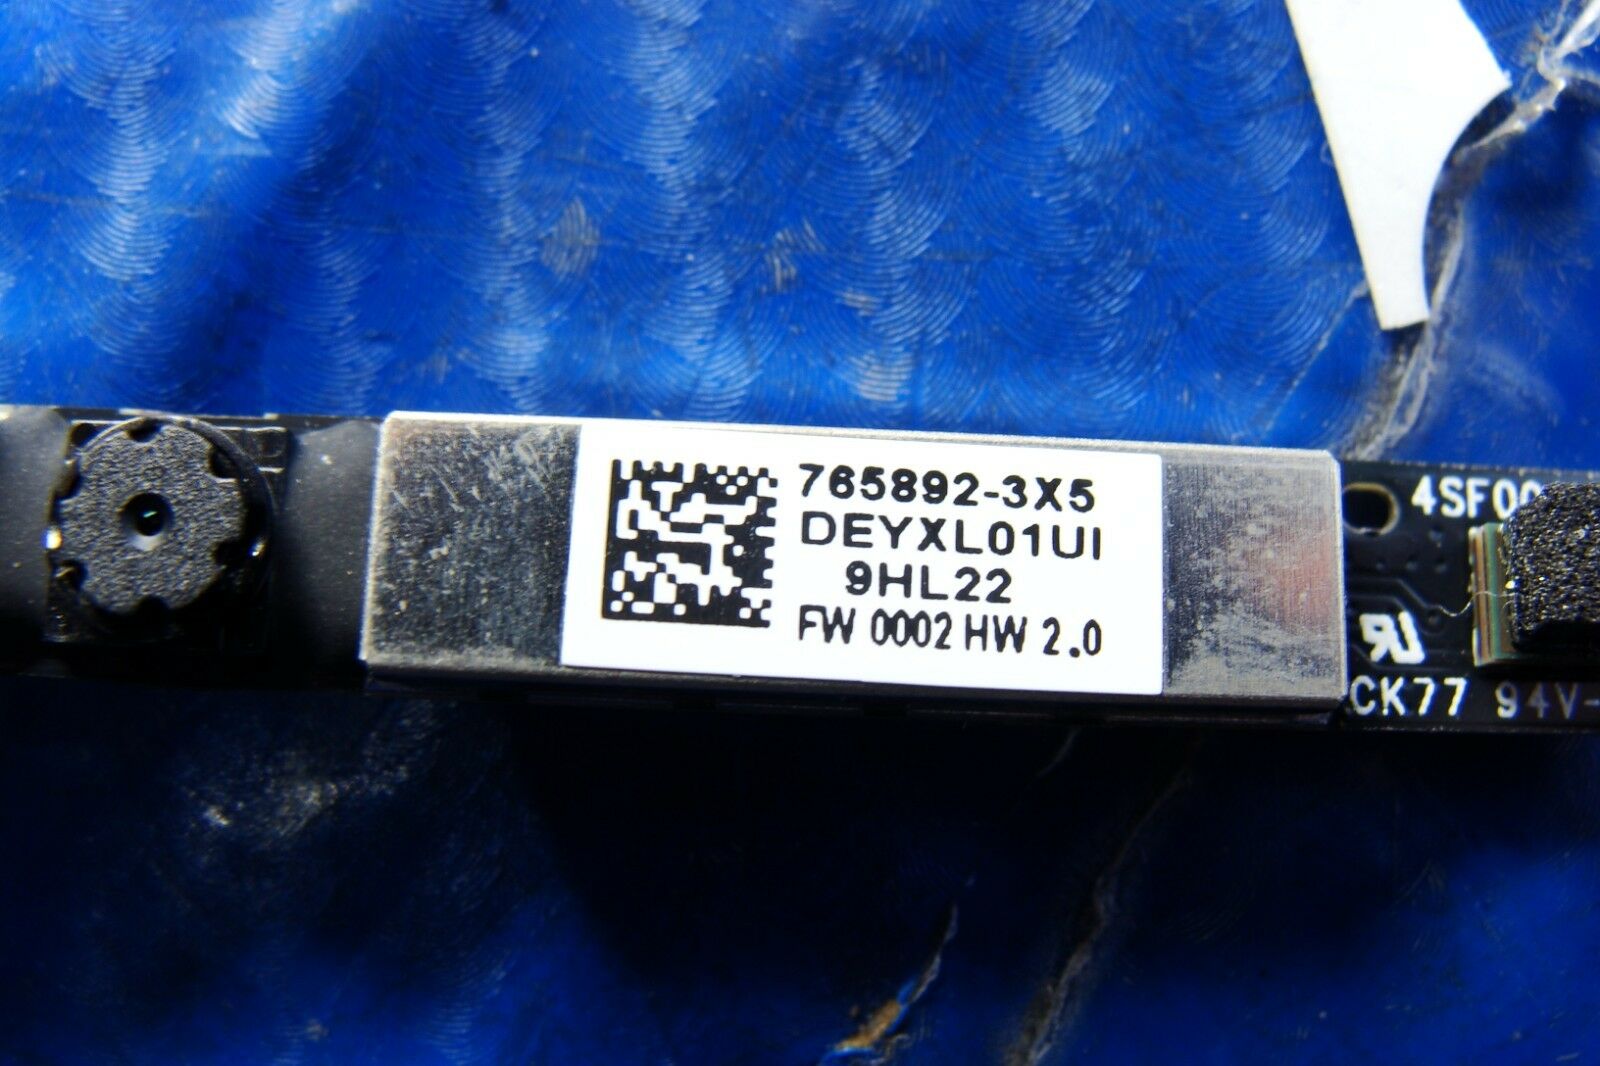 765892-3X5
DEYXL01UI
9HL22
FW 0002 HW 2.0
4SF00
CK77 94V-